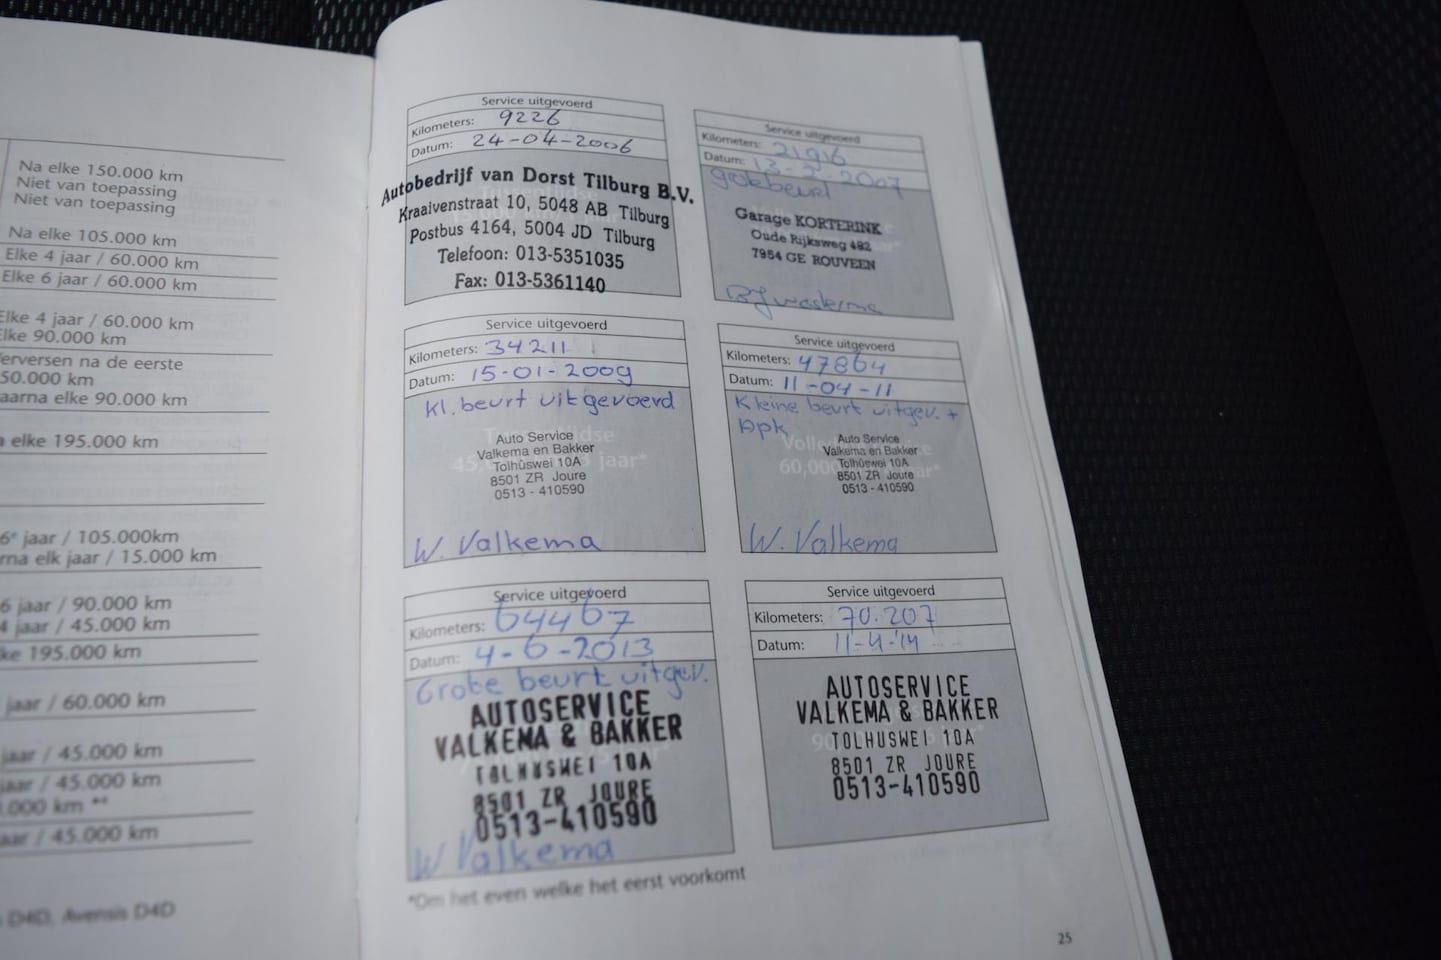 Na elke 150.000 km
Niet van toepassing
Niet van toepassing
Na elke 105.000 km
Elke 4 jaar / 60.000 km
Elke 6 jaar / 60.000 km
Elke 4 jaar / 60.000 km
Elke 90.000 km
erversen na de eerste
50.000 km
aarna elke 90.000 km
a elke 195.000 km
6e jaar / 105.000km
rna elk jaar / 15.000 km
6 jaar / 90.000 km
4 jaar / 45.000 km
ke 195.000 km
jaar / 60.000 km
jaar / 45.000 km
jaar / 45.000 km
.000 km **
aar / 45.000 km
D4D, Avensis D4D
Service uitgevoerd
Kilometers: 9226
Datum: 24-04-2006
Autobedrijf van Dorst Tilburg B.V.
Kraaivenstraat 10, 5048 AB Tilburg
Postbus 4164, 5004 JD Tilburg
Telefoon: 013-5351035
Fax: 013-5361140
Service uitgevoerd
Kilometers: 21916
Datum: 13-2-2007
Grote beurt
Garage KORTERINK
Oude Rijksweg 482
7954 GE ROUVEEN
Service uitgevoerd
Kilometers: 34211
Datum: 15-01-2009
Kl. beurt uitgevoerd
Auto Service
Valkema en Bakker
Tolhûswei 10A
8501 ZR Joure
0513 - 410590
W. Valkema
Service uitgevoerd
Kilometers: 47864
Datum: 11-04-11
Kleine beurt uitgev. +
Apk
Auto Service
Valkema en Bakker
Tolhûswei 10A
8501 ZR Joure
0513 - 410590
W. Valkema
Service uitgevoerd
Kilometers: 64467
Datum: 4-6-2013
Grote beurt uitgev.
AUTOSERVICE
VALKEMA & BAKKER
TOLHUSWEI 10A
8501 ZR JOURE
0513-410590
W Valkema
Service uitgevoerd
Kilometers: 70.207
Datum: 11-4-'14
AUTOSERVICE
VALKEMA & BAKKER
TOLHUSWEI 10A
8501 ZR JOURE
0513-410590
*Om het even welke het eerst voorkomt
25